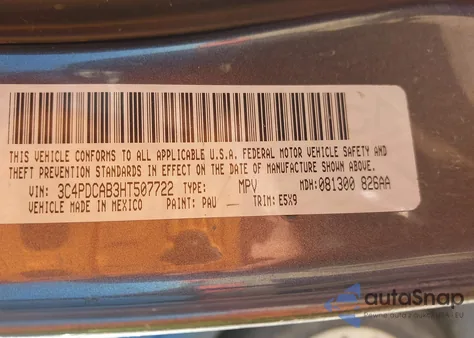 THIS VEHICLE CONFORMS TO ALL APPLICABLE U.S.A. FEDERAL MOTOR VEHICLE SAFETY AND
THEFT PREVENTION STANDARDS IN EFFECT ON THE DATE OF MANUFACTURE SHOWN ABOVE.
VIN: 3C4PDCAB3HT507722 TYPE: MPV MDH: 081300 826AA
VEHICLE MADE IN MEXICO PAINT: PAU TRIM: E5X9
autoSnap